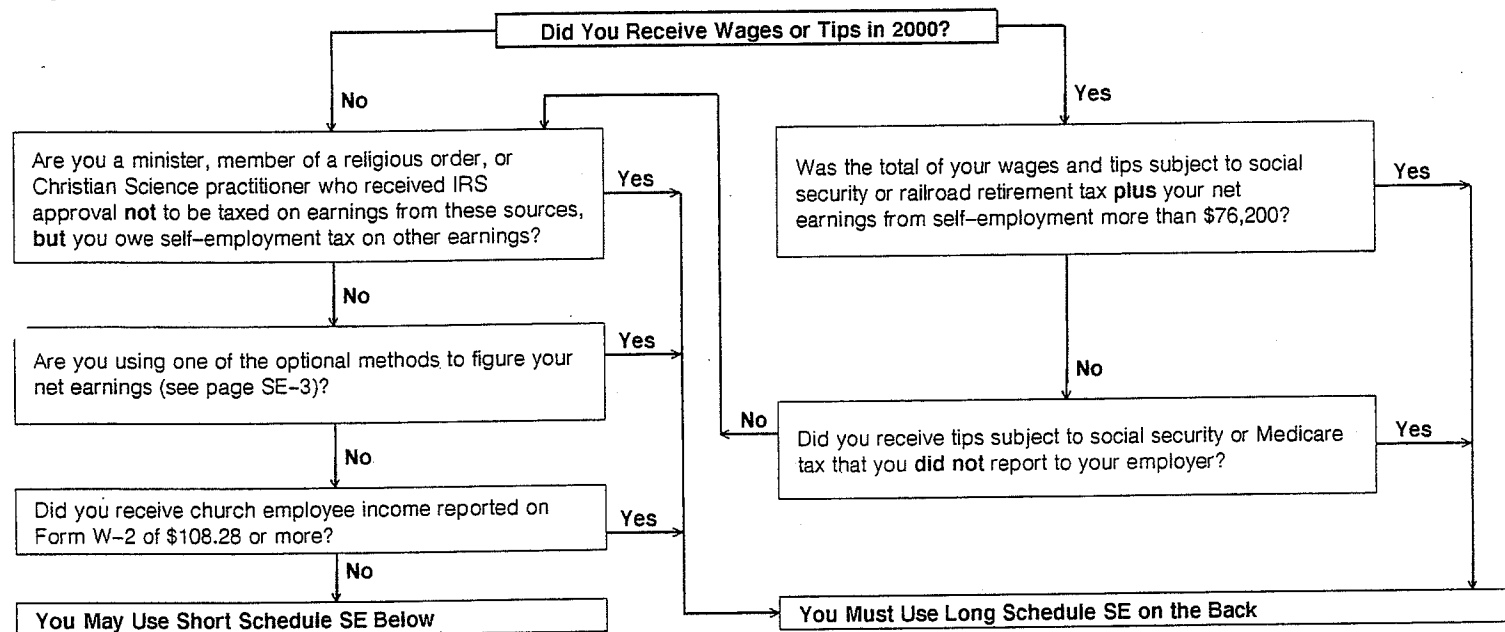 Did You Receive Wages or Tips in 2000?
No
Yes
Are you a minister, member of a religious order, or
Christian Science practitioner who received IRS
approval not to be taxed on earnings from these sources,
but you owe self–employment tax on other earnings?
Yes
Was the total of your wages and tips subject to social
security or railroad retirement tax plus your net
earnings from self–employment more than $76,200?
Yes
No
Are you using one of the optional methods to figure your
net earnings (see page SE–3)?
Yes
No
No
Did you receive tips subject to social security or Medicare
tax that you did not report to your employer?
Yes
No
Did you receive church employee income reported on
Form W–2 of $108.28 or more?
Yes
No
You May Use Short Schedule SE Below
You Must Use Long Schedule SE on the Back